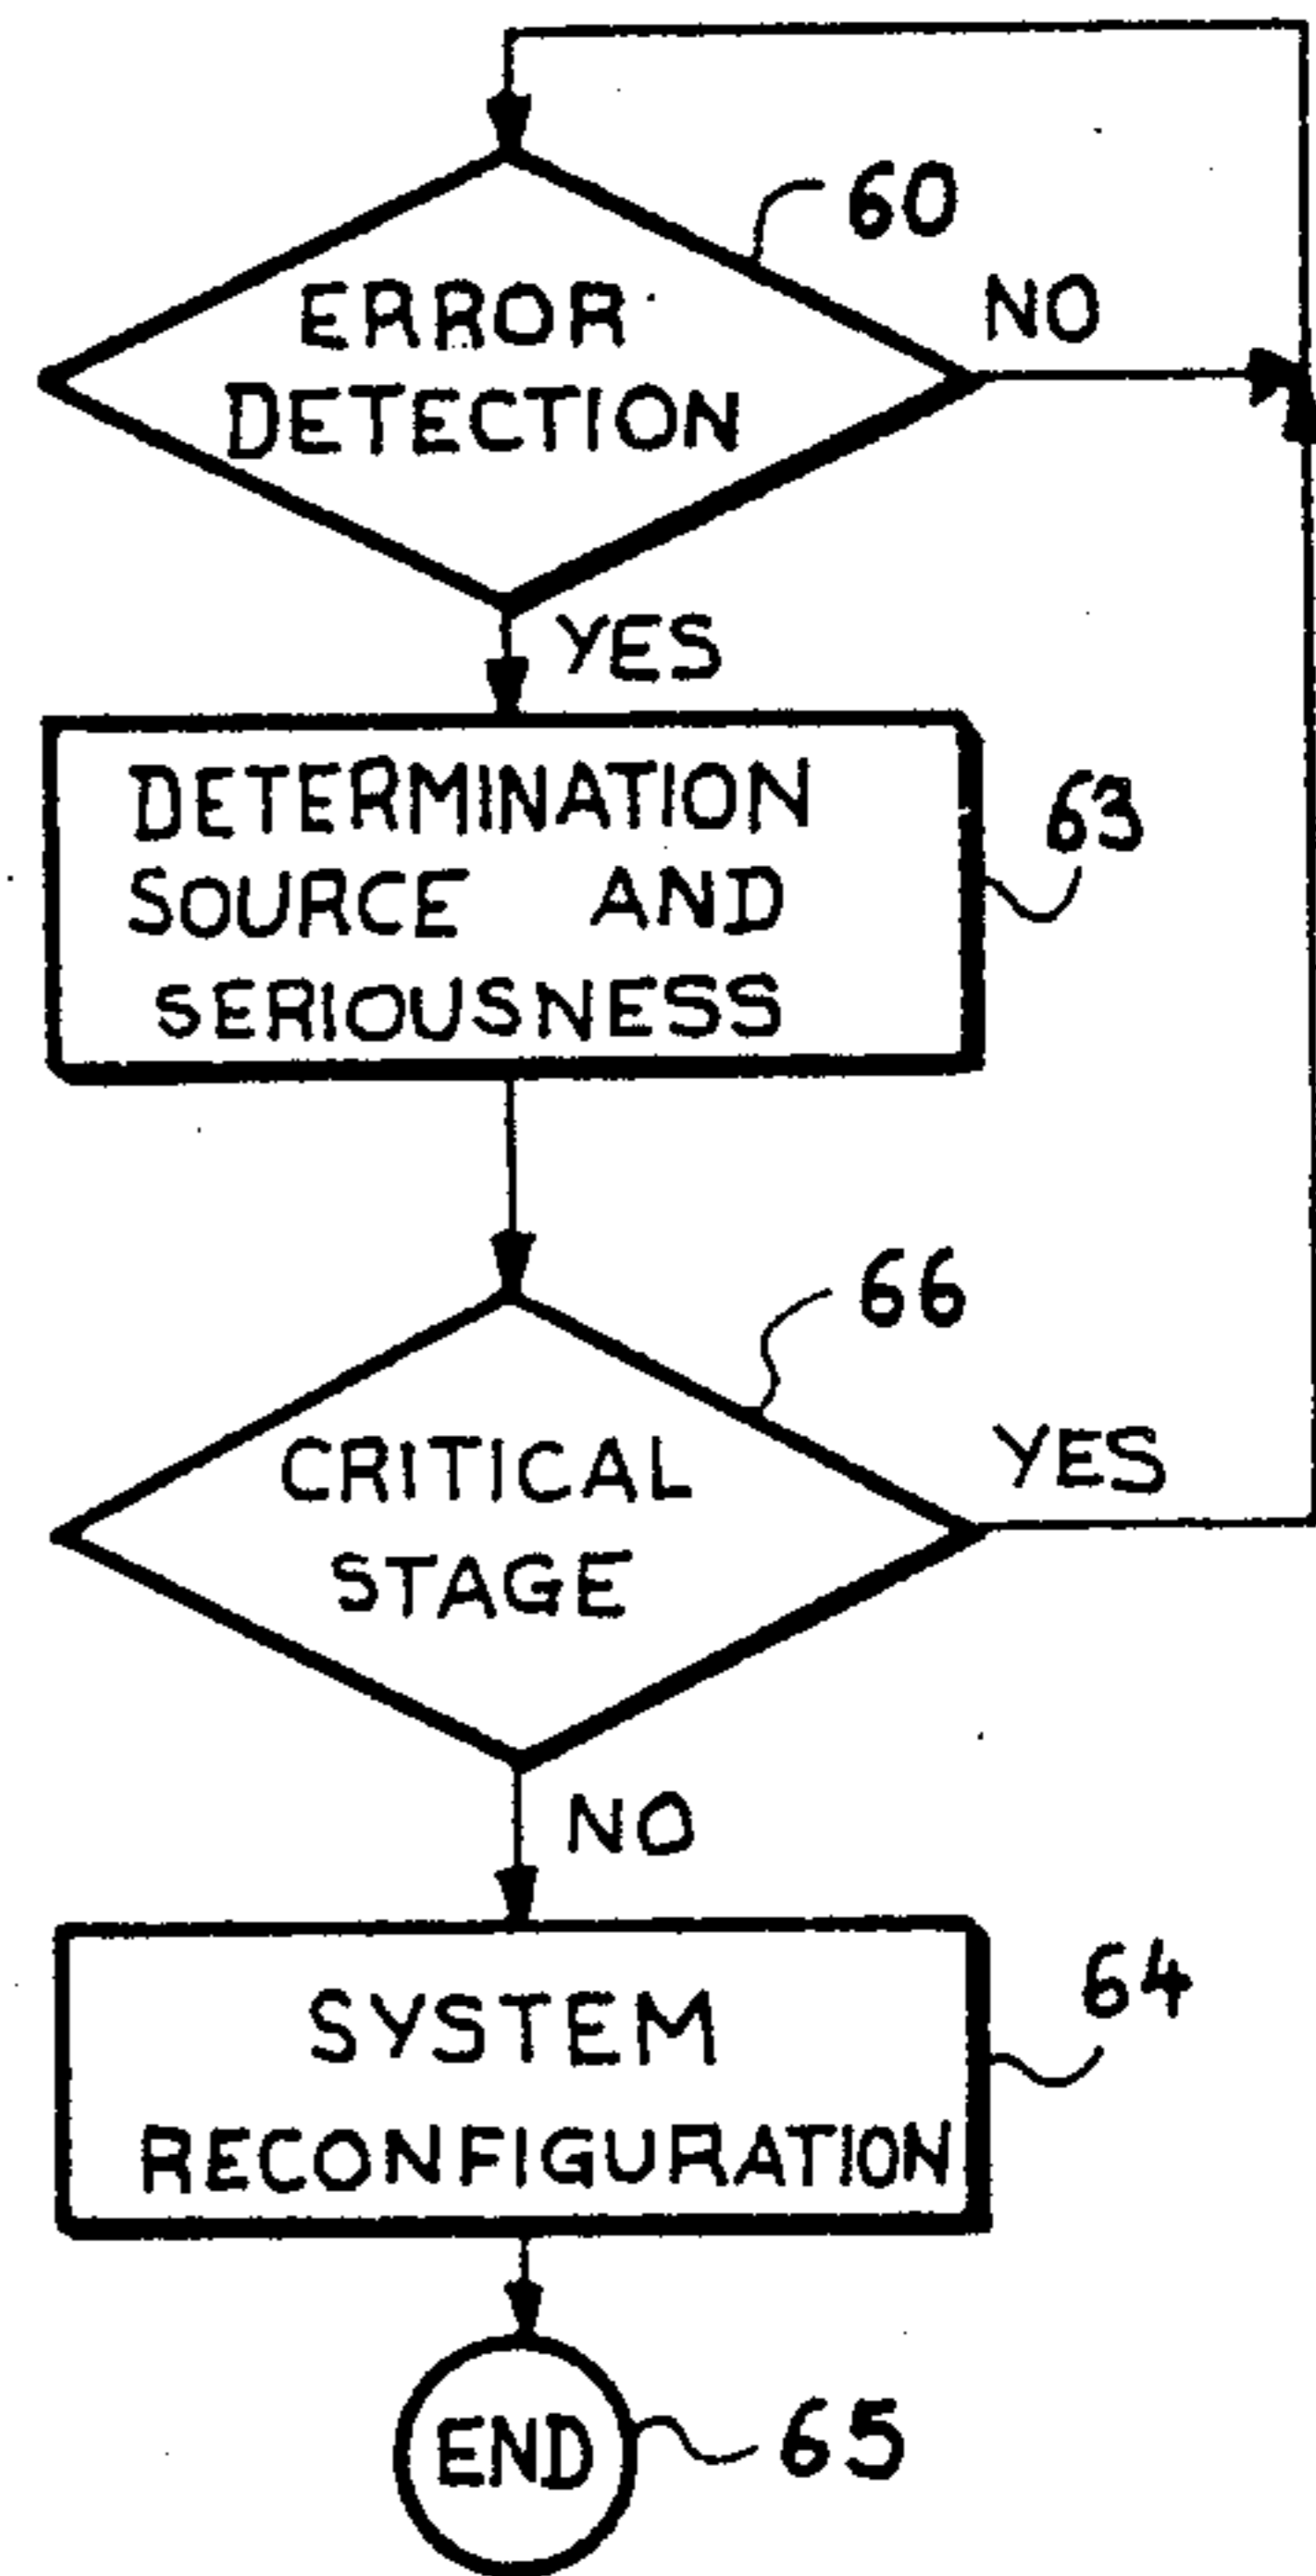 60
ERROR
DETECTION
NO
YES
DETERMINATION
SOURCE AND
SERIOUSNESS
63
66
CRITICAL
STAGE
YES
NO
SYSTEM
RECONFIGURATION
64
END
65